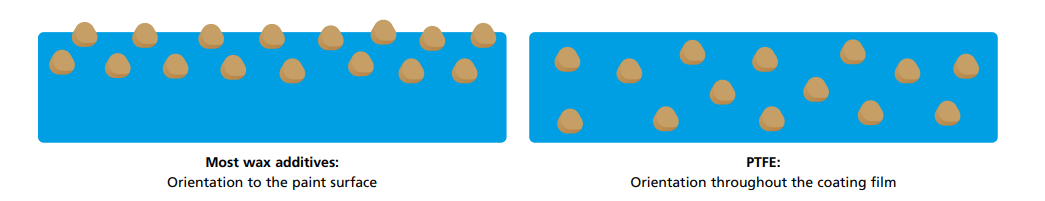 Most wax additives:
Orientation to the paint surface
PTFE:
Orientation throughout the coating film